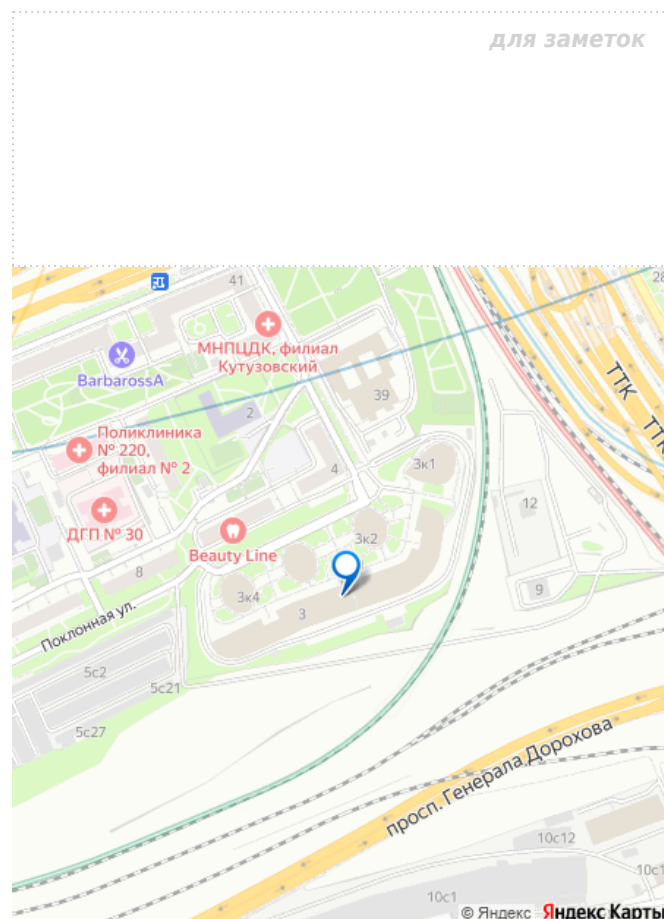 для заметок
41
28
МНПЦДК, филиал
Кутузовский
BarbarossA
39
2
Поликлиника
№ 220,
филиал № 2
ТТК
4
3к1
ДГП № 30
12
Beauty Line
3к2
8
3к4
9
3
Поклонная ул.
5с2
5с21
5с27
просп. Генерала Дорохова
10с12
10с1
© Яндекс Яндекс Карты